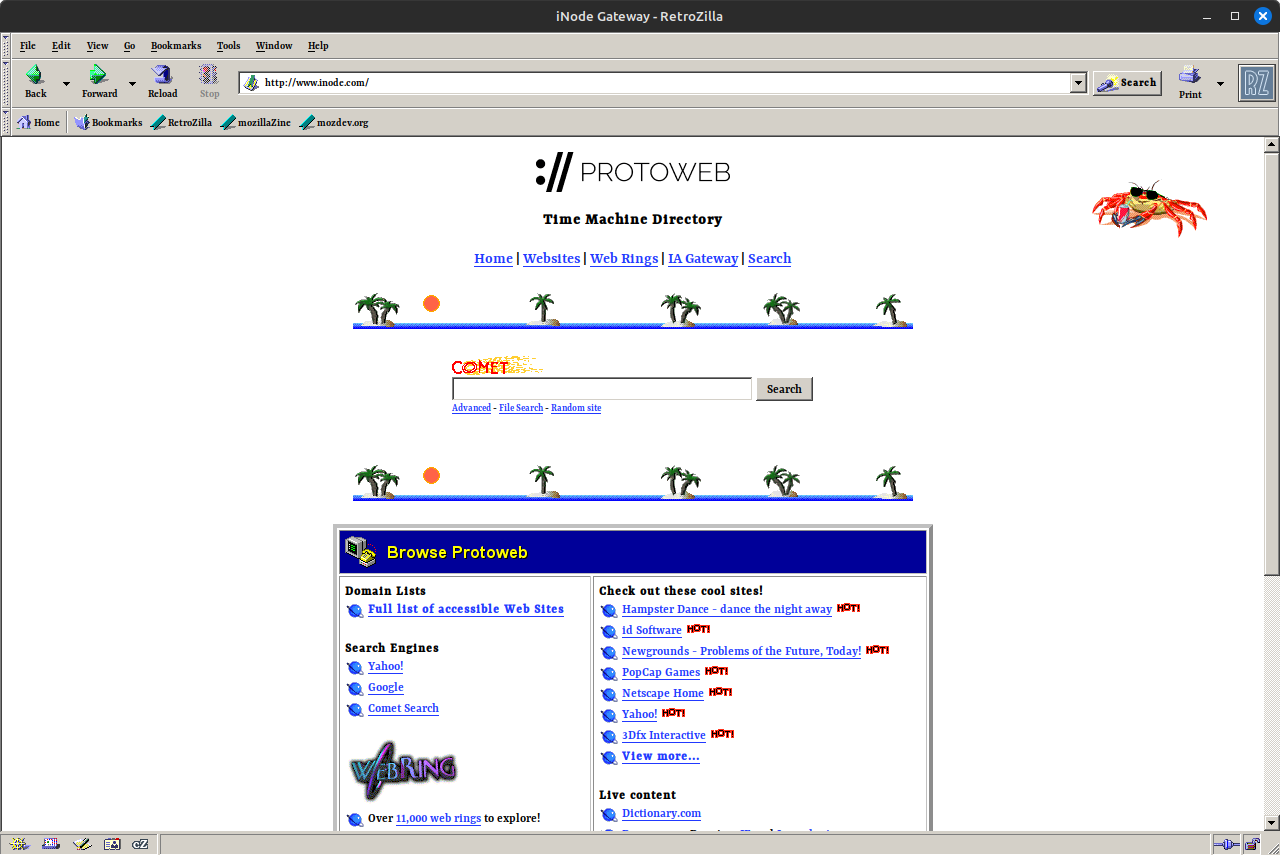 iNode Gateway - RetroZilla
File Edit View Go Bookmarks Tools Window Help
Back Forward Reload Stop http://www.inode.com/ Search Print RZ
Home Bookmarks RetroZilla mozillaZine mozdev.org
:// PROTOWEB
Time Machine Directory
Home | Websites | Web Rings | IA Gateway | Search
COMET
Search
Advanced - File Search - Random site
Browse Protoweb
Domain Lists
Full list of accessible Web Sites
Search Engines
Yahoo!
Google
Comet Search
WEBRING
Over 11,000 web rings to explore!
Check out these cool sites!
Hampster Dance - dance the night away HOT!
id Software HOT!
Newgrounds - Problems of the Future, Today! HOT!
PopCap Games HOT!
Netscape Home HOT!
Yahoo! HOT!
3Dfx Interactive HOT!
View more...
Live content
Dictionary.com
cZ